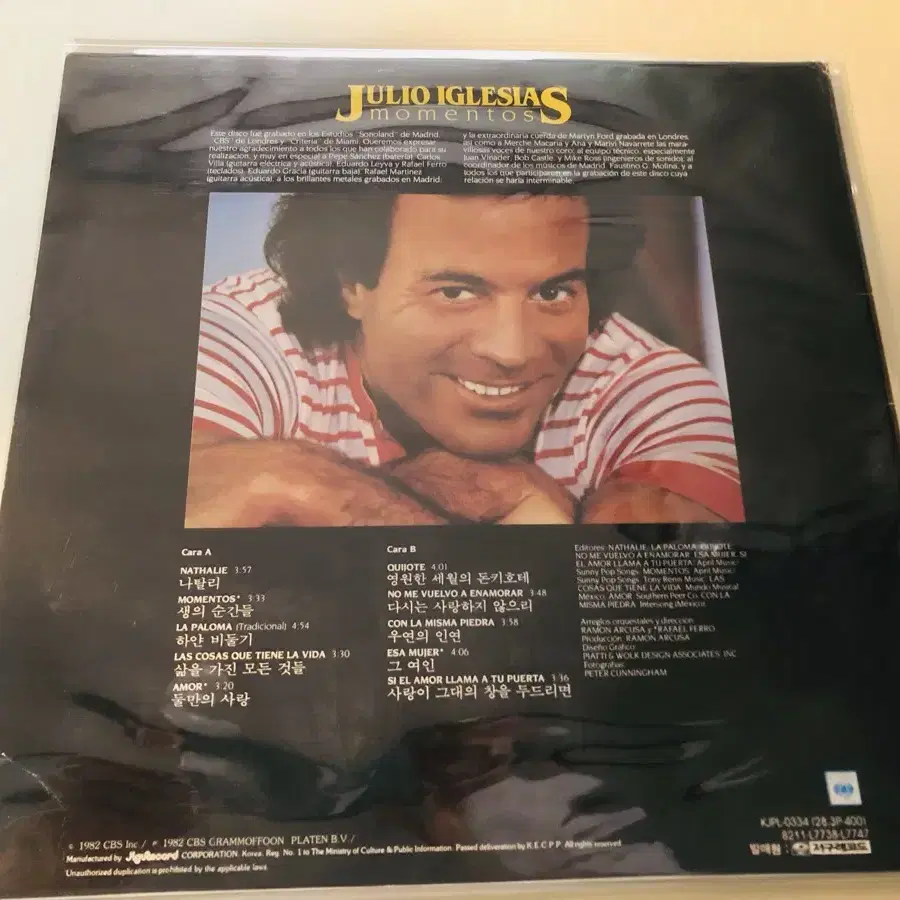 JULIO IGLESIAS
momentos
Este disco fué grabado en los Estudios "Sonoland" de Madrid.
"CBS" de Londres y "Criteria" de Miami. Queremos expresar
nuestro agradecimiento a todos los que han colaborado para su
realización, y muy en especial a Pepe Sánchez (batería). Carlos
Villa (guitarra eléctrica y acústica). Eduardo Leyva y Rafael Ferro
(teclados). Eduardo Gracia (guitarra baja). Rafael Martínez
(guitarra acústica), a los brillantes metales grabados en Madrid:
y la extraordinaria cuerda de Martyn Ford grabada en Londres.
así como a Merche Macaria y Ana y Marivi Navarrete las mara-
villosas voces de nuestro coro; al equipo técnico, especialmente
Juan Vinader, Bob Castle, y Mike Ross (ingenieros de sonido); al
coordinador de los músicos de Madrid, Faustino G. Molina, y a
todos los que participaron en la grabación de este disco cuya
relación se haría interminable.
Cara A
NATHALIE 3:57
나탈리
MOMENTOS* 3:33
생의 순간들
LA PALOMA (Tradicional) 4:54
하얀 비둘기
LAS COSAS QUE TIENE LA VIDA 3:30
삶을 가진 모든 것들
AMOR* 3:20
둘만의 사랑
Cara B
QUIJOTE 4:01
영원한 세월의 돈키호테
NO ME VUELVO A ENAMORAR 3:48
다시는 사랑하지 않으리
CON LA MISMA PIEDRA 3:58
우연의 인연
ESA MUJER* 4:06
그 여인
SI EL AMOR LLAMA A TU PUERTA 3:36
사랑이 그대의 창을 두드리면
Editores: NATHALIE, LA PALOMA, QUIJOTE,
NO ME VUELVO A ENAMORAR, ESA MUJER, SI
EL AMOR LLAMA A TU PUERTA: April Music/
Sunny Pop Songs. MOMENTOS: April Music/
Sunny Pop Songs. Tony Renis Music. LAS
COSAS QUE TIENE LA VIDA: Mundo Musical
México. AMOR: Southern Peer Co. CON LA
MISMA PIEDRA: Intersong (México).
Arreglos orquestales y dirección:
RAMON ARCUSA y *RAFAEL FERRO
Producción: RAMON ARCUSA
Diseño Gráfico
PIATTI & WOLK DESIGN ASSOCIATES, INC
Fotografías:
PETER CUNNINGHAM
KJPL-0334 (28.3P-400)
8211-L7738-L7747
발매원: 지구레코드
© 1982 CBS Inc / ℗ 1982 CBS GRAMMOFFOON PLATEN B.V./
Manufactured by JiguRecord CORPORATION. Korea. Reg. No. 1 to The Ministry of Culture & Public Information. Passed deliveration by K.E.C.P.P. All rights reserved
Unauthorized duplication is prohibited by the applicable laws.